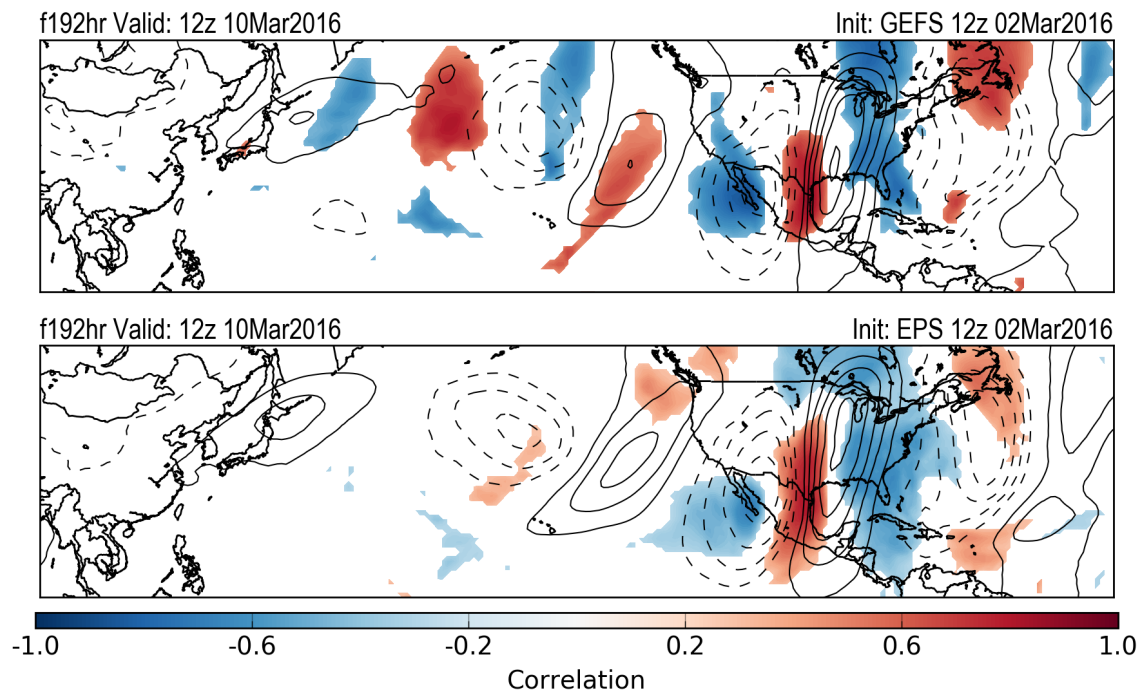 f192hr Valid: 12z 10Mar2016 Init: GEFS 12z 02Mar2016
f192hr Valid: 12z 10Mar2016 Init: EPS 12z 02Mar2016
-1.0 -0.6 -0.2 0.2 0.6 1.0
Correlation